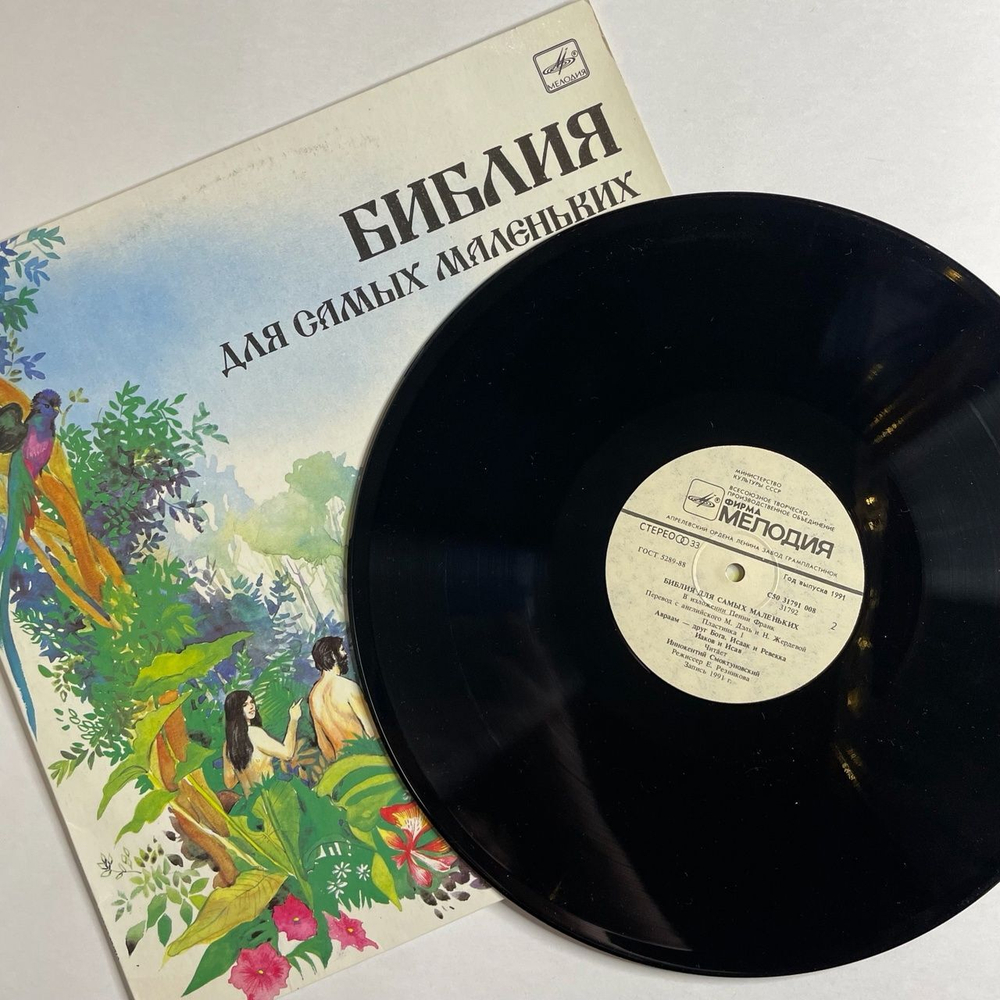 МЕЛОДИЯ
БИБЛИЯ
ДЛЯ САМЫХ МАЛЕНЬКИХ
МИНИСТЕРСТВО
КУЛЬТУРЫ СССР
ВСЕСОЮЗНОЕ ТВОРЧЕСКО-
ПРОИЗВОДСТВЕННОЕ ОБЪЕДИНЕНИЕ
ФИРМА
МЕЛОДИЯ
АПРЕЛЕВСКИЙ ОРДЕНА ЛЕНИНА ЗАВОД ГРАМПЛАСТИНОК
СТЕРЕО 33
ГОСТ 5289-88
Год выпуска 1991
С50 31791 008
31792
2
БИБЛИЯ ДЛЯ САМЫХ МАЛЕНЬКИХ
В изложении Пенни Франк
Перевод с английского М. Дэль и Н. Жердевой
Пластинка 1
Авраам — друг Бога. Исаак и Ревекка
Иаков и Исав
Читает
Иннокентий Смоктуновский
Режиссер Е. Резникова
Запись 1991 г.